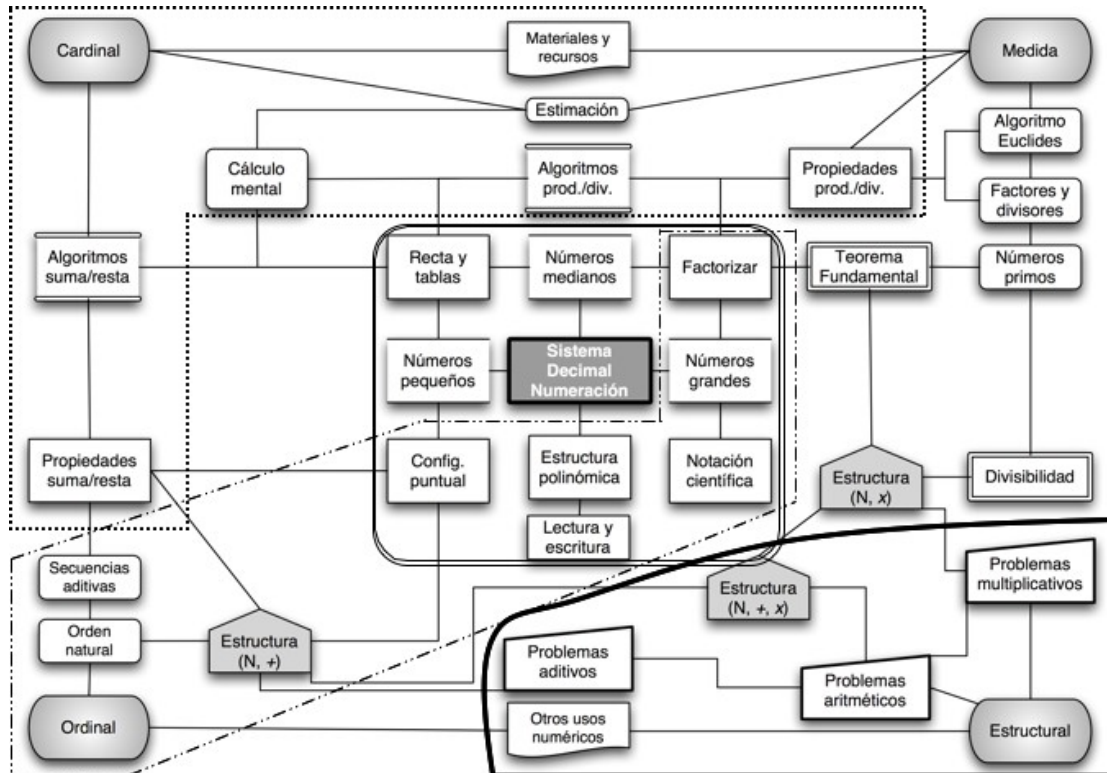 Cardinal
Materiales y
recursos
Medida
Estimación
Algoritmo
Euclides
Cálculo
mental
Algoritmos
prod./div.
Propiedades
prod./div.
Factores y
divisores
Algoritmos
suma/resta
Recta y
tablas
Números
medianos
Factorizar
Teorema
Fundamental
Números
primos
Números
pequeños
Sistema
Decimal
Numeración
Números
grandes
Propiedades
suma/resta
Config.
puntual
Estructura
polinómica
Notación
científica
Estructura
(N, x)
Divisibilidad
Lectura y
escritura
Secuencias
aditivas
Estructura
(N, +, x)
Problemas
multiplicativos
Orden
natural
Estructura
(N, +)
Problemas
aditivos
Problemas
aritméticos
Ordinal
Otros usos
numéricos
Estructural